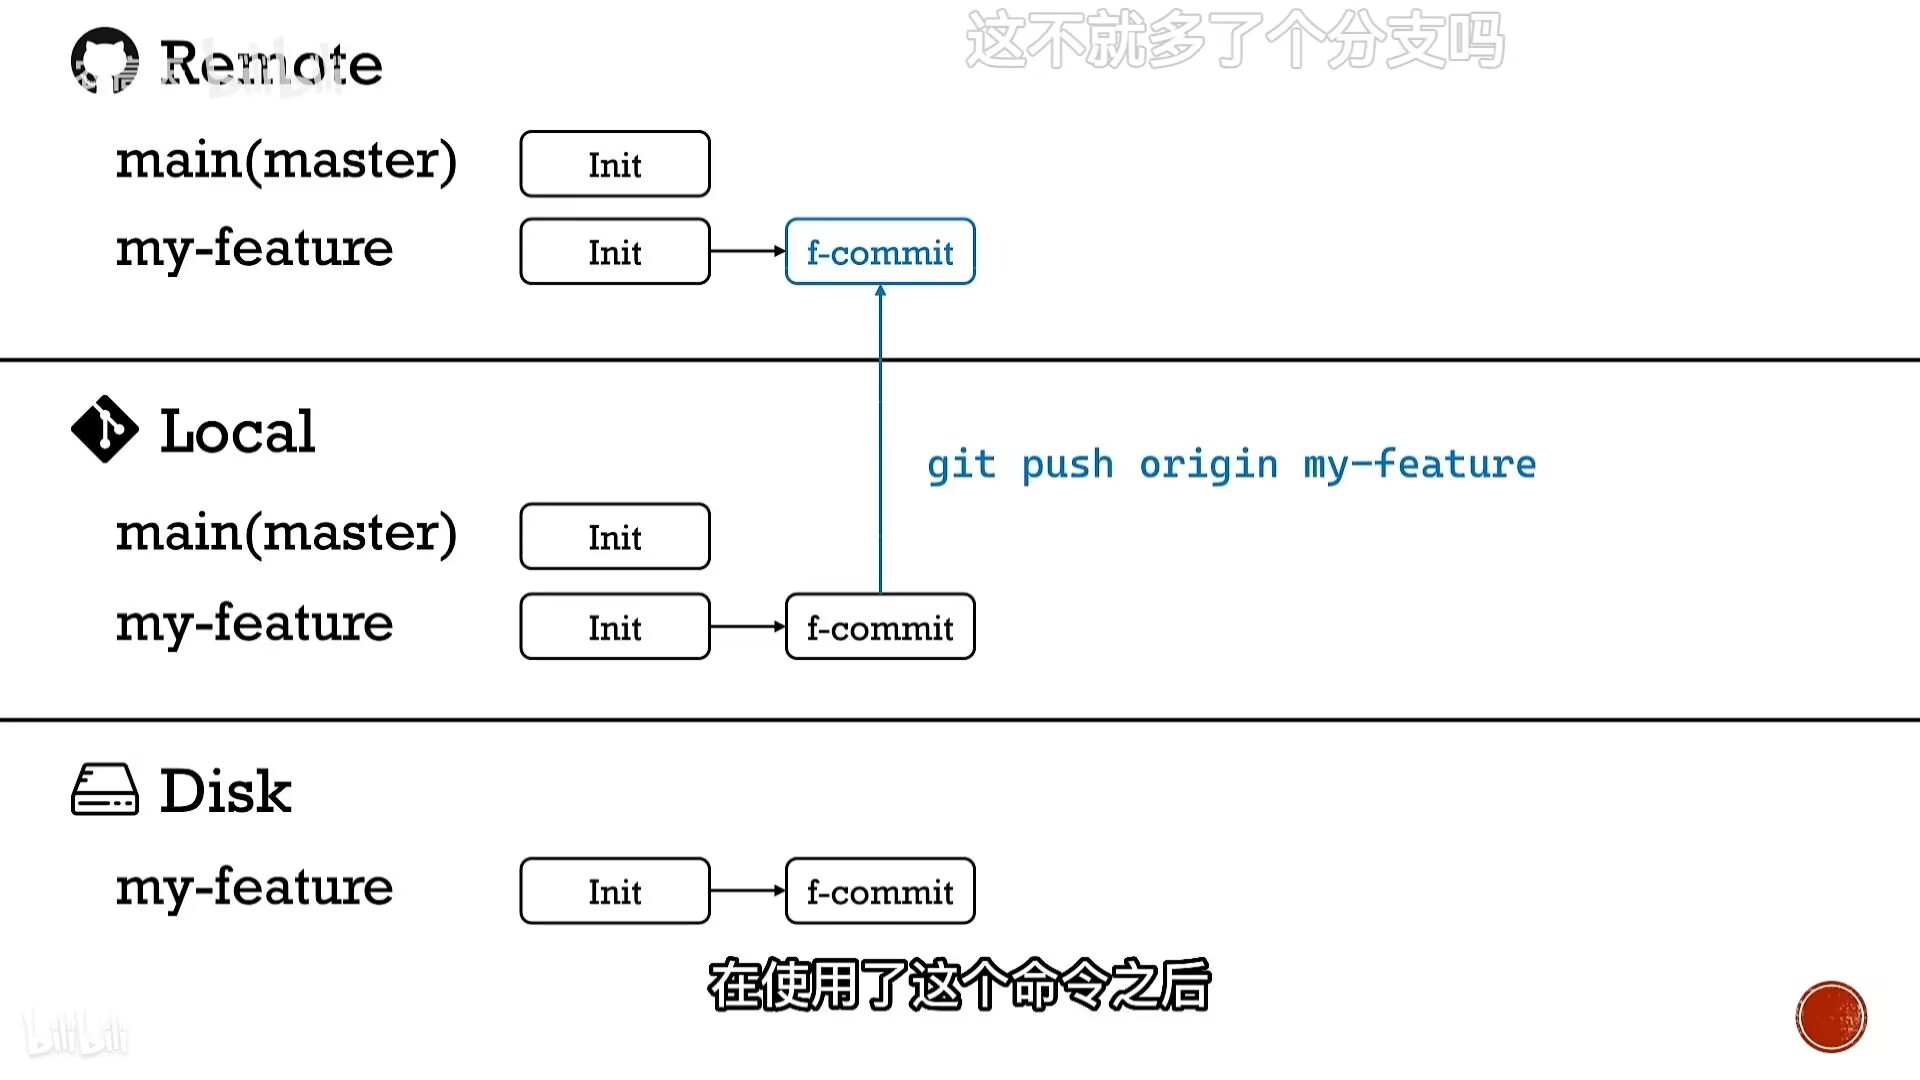 这不就多了个分支吗
Remote
bilibili
main(master)
Init
my-feature
Init
f-commit
Local
git push origin my-feature
main(master)
Init
my-feature
Init
f-commit
Disk
my-feature
Init
f-commit
在使用了这个命令之后
bilibili